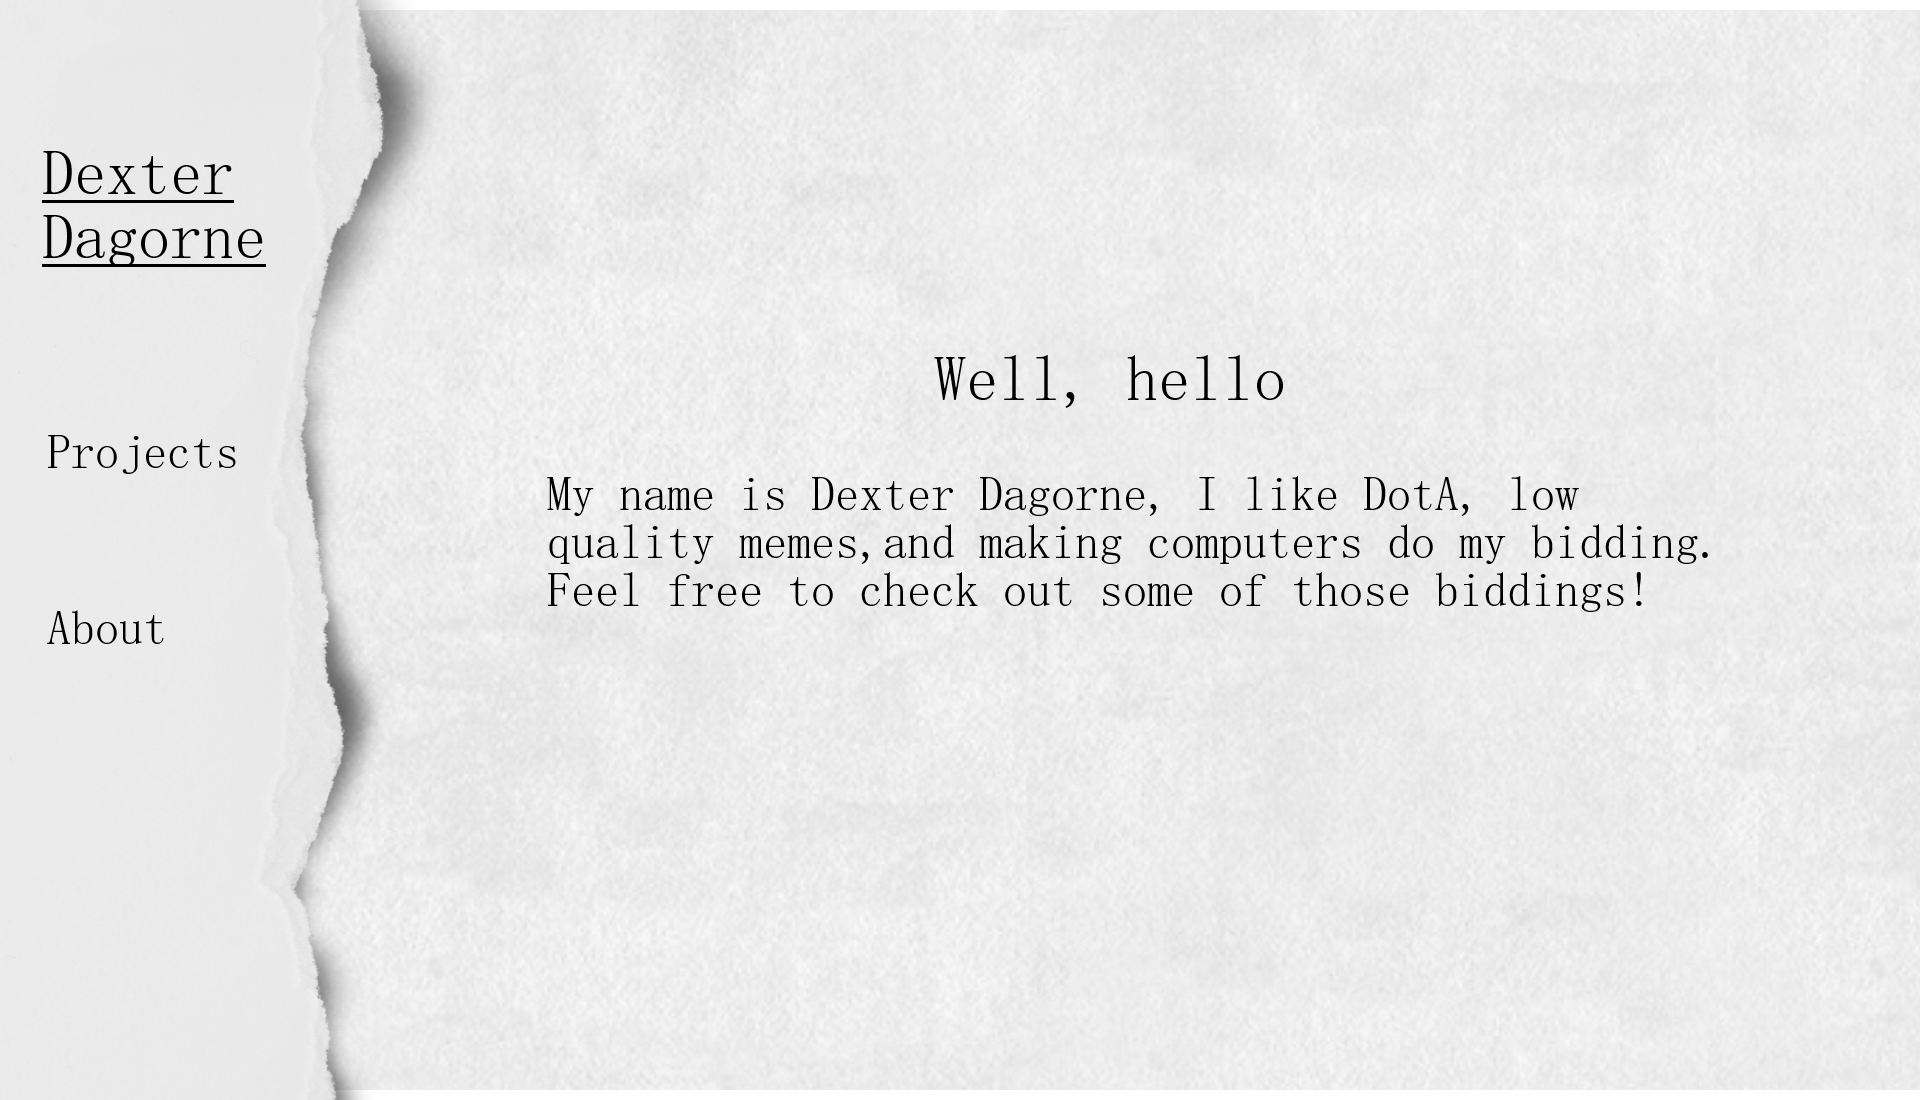 Dexter
Dagorne
Projects
About
Well, hello
My name is Dexter Dagorne, I like DotA, low
quality memes,and making computers do my bidding.
Feel free to check out some of those biddings!